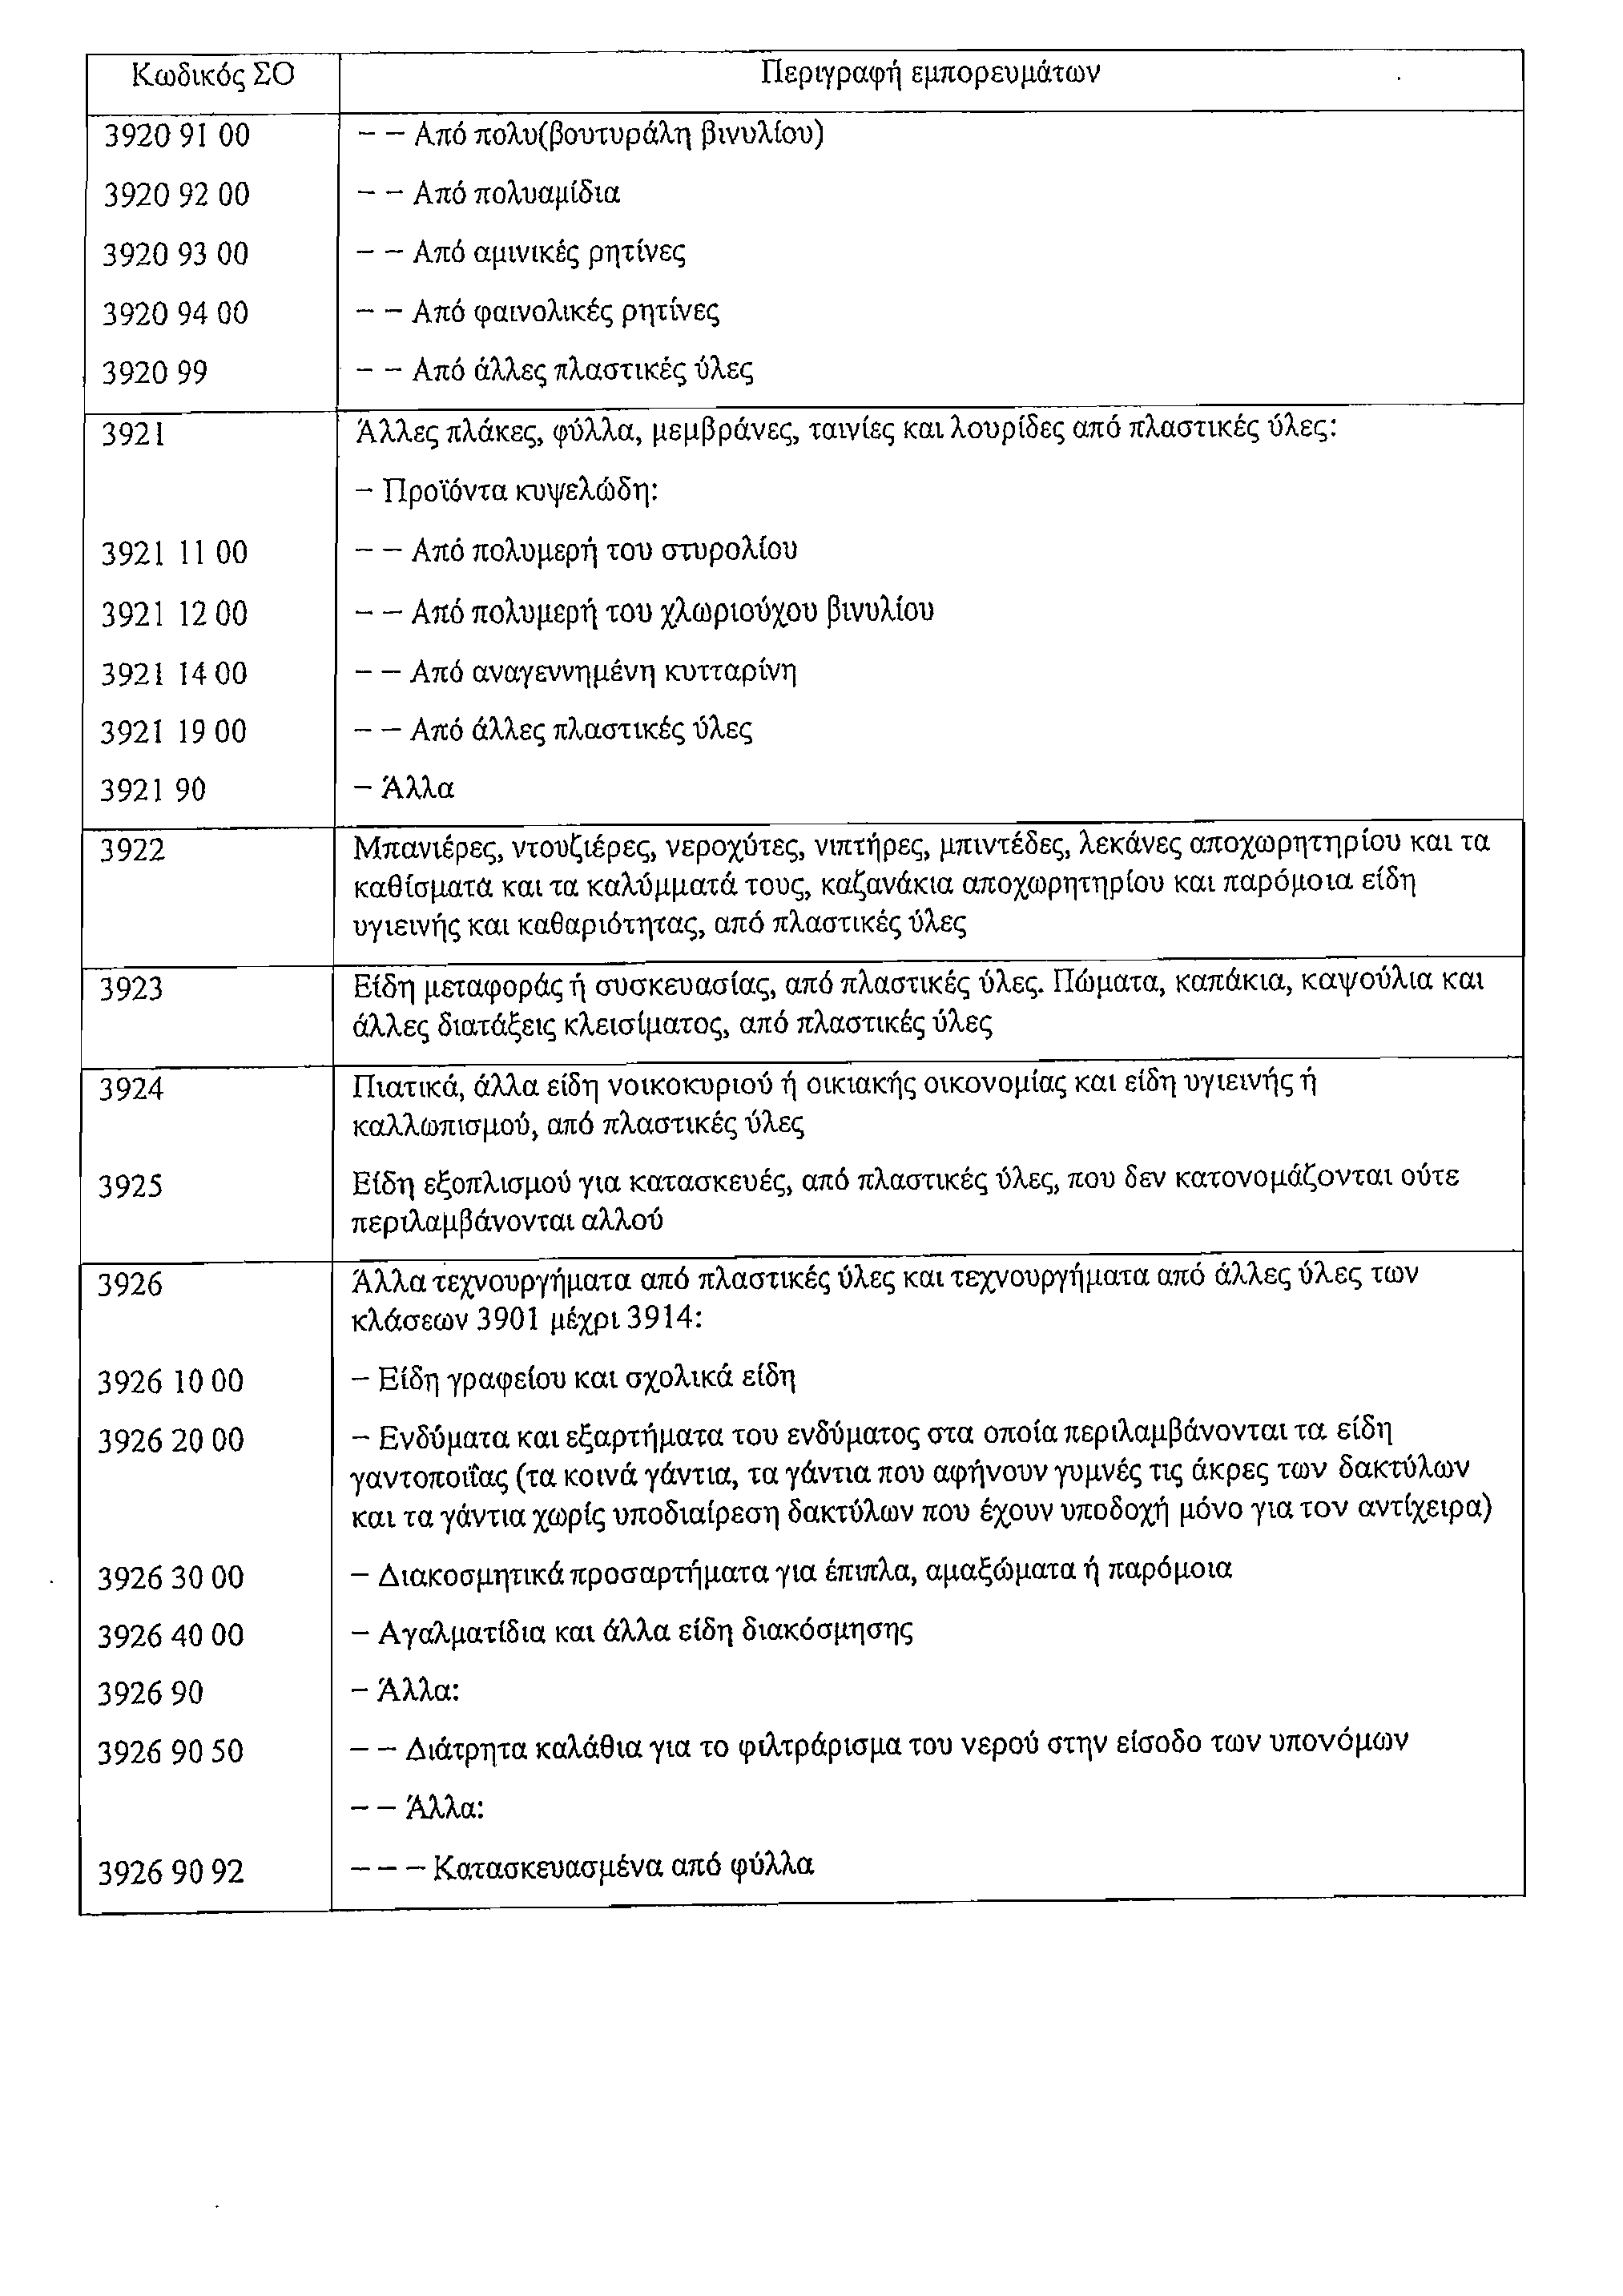 Κωδικός ΣΟ Περιγραφή εμπορευμάτων
3920 91 00 – – Από πολυ(βουτυράλη βινυλίου)
3920 92 00 – – Από πολυαμίδια
3920 93 00 – – Από αμινικές ρητίνες
3920 94 00 – – Από φαινολικές ρητίνες
3920 99 – – Από άλλες πλαστικές ύλες
3921 Άλλες πλάκες, φύλλα, μεμβράνες, ταινίες και λουρίδες από πλαστικές ύλες:
– Προϊόντα κυψελώδη:
3921 11 00 – – Από πολυμερή του στυρολίου
3921 12 00 – – Από πολυμερή του χλωριούχου βινυλίου
3921 14 00 – – Από αναγεννημένη κυτταρίνη
3921 19 00 – – Από άλλες πλαστικές ύλες
3921 90 – Άλλα
3922 Μπανιέρες, ντουζιέρες, νεροχύτες, νιπτήρες, μπιντέδες, λεκάνες αποχωρητηρίου και τα
καθίσματα και τα καλύμματά τους, καζανάκια αποχωρητηρίου και παρόμοια είδη
υγιεινής και καθαριότητας, από πλαστικές ύλες
3923 Είδη μεταφοράς ή συσκευασίας, από πλαστικές ύλες. Πώματα, καπάκια, καψούλια και
άλλες διατάξεις κλεισίματος, από πλαστικές ύλες
3924 Πιατικά, άλλα είδη νοικοκυριού ή οικιακής οικονομίας και είδη υγιεινής ή
καλλωπισμού, από πλαστικές ύλες
3925 Είδη εξοπλισμού για κατασκευές, από πλαστικές ύλες, που δεν κατονομάζονται ούτε
περιλαμβάνονται αλλού
3926 Άλλα τεχνουργήματα από πλαστικές ύλες και τεχνουργήματα από άλλες ύλες των
κλάσεων 3901 μέχρι 3914:
3926 10 00 – Είδη γραφείου και σχολικά είδη
3926 20 00 – Ενδύματα και εξαρτήματα του ενδύματος στα οποία περιλαμβάνονται τα είδη
γαντοποιΐας (τα κοινά γάντια, τα γάντια που αφήνουν γυμνές τις άκρες των δακτύλων
και τα γάντια χωρίς υποδιαίρεση δακτύλων που έχουν υποδοχή μόνο για τον αντίχειρα)
3926 30 00 – Διακοσμητικά προσαρτήματα για έπιπλα, αμαξώματα ή παρόμοια
3926 40 00 – Αγαλματίδια και άλλα είδη διακόσμησης
3926 90 – Άλλα:
3926 90 50 – – Διάτρητα καλάθια για το φιλτράρισμα του νερού στην είσοδο των υπονόμων
– – Άλλα:
3926 90 92 – – – Κατασκευασμένα από φύλλα